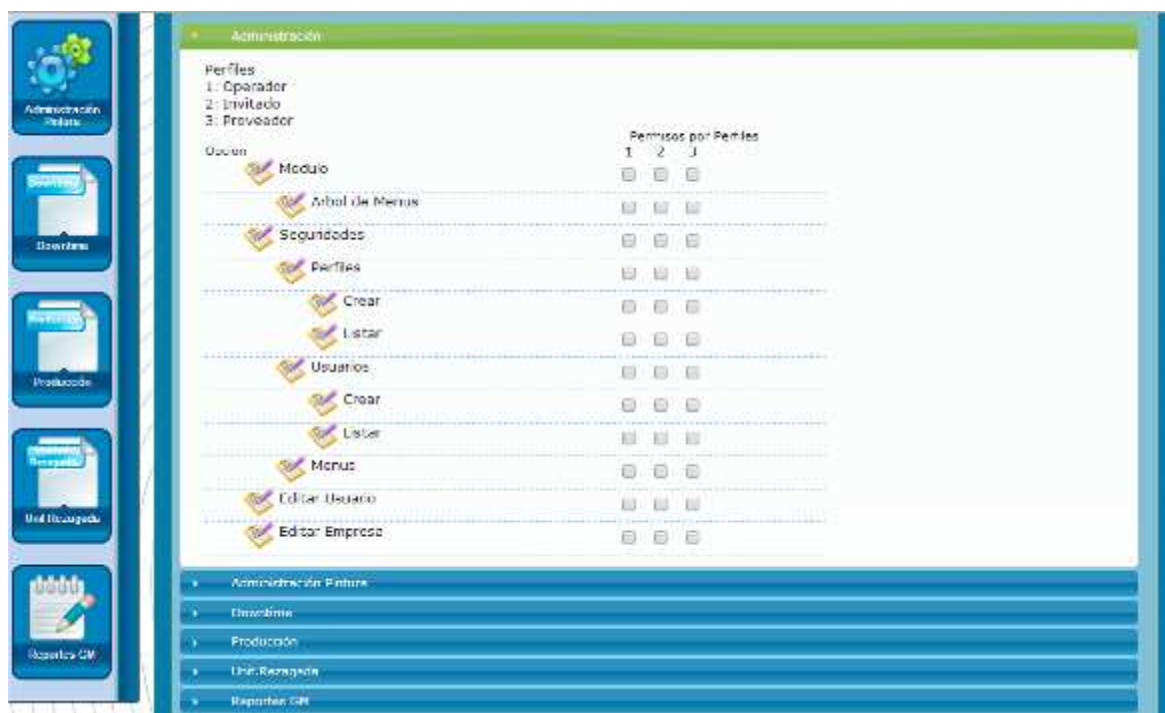 Administración
Pintura
Downtime
Downtime
Producción
Unit.Rezagada
Reportes GM
Administración
Perfiles
1: Operador
2: Invitado
3: Proveedor
Permisos por Perfiles
Opcion
1 2 3
Modulo
Arbol de Menus
Seguridades
Perfiles
Crear
Listar
Usuarios
Crear
Listar
Menus
Editar Usuario
Editar Empresa
Administración Pintura
Downtime
Producción
Unit.Rezagada
Reportes GM